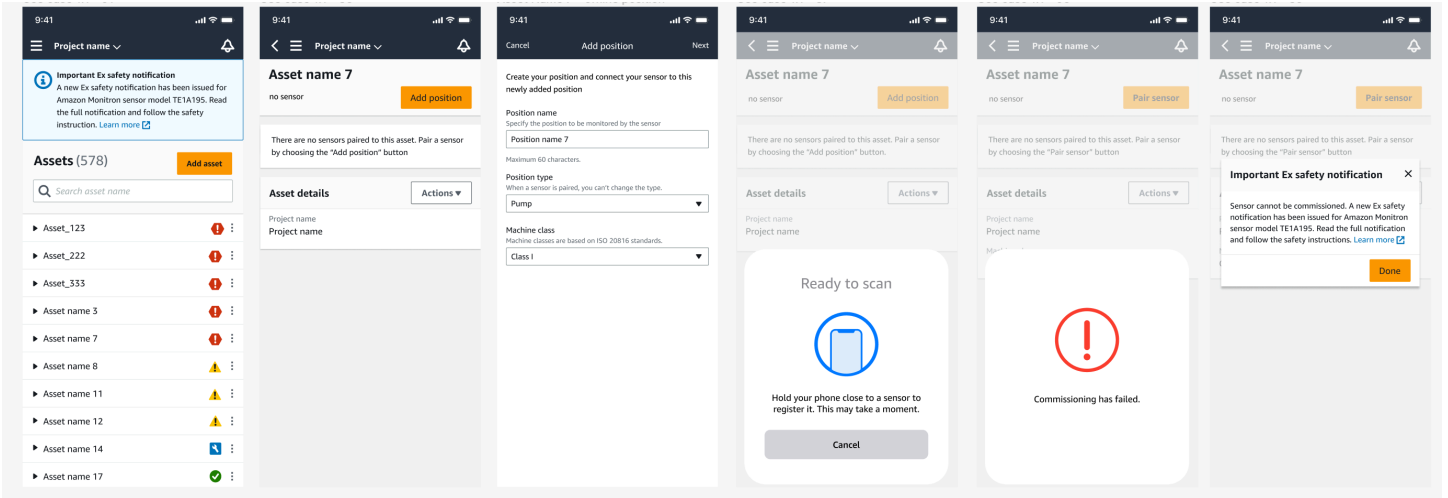 9:41
Project name
Important Ex safety notification
A new Ex safety notification has been issued for
Amazon Monitron sensor model TE1A195. Read
the full notification and follow the safety
instruction. Learn more
Assets (578)
Add asset
Search asset name
Asset_123
Asset_222
Asset_333
Asset name 3
Asset name 7
Asset name 8
Asset name 11
Asset name 12
Asset name 14
Asset name 17
9:41
Project name
Asset name 7
no sensor
Add position
There are no sensors paired to this asset. Pair a sensor
by choosing the “Add position” button
Asset details
Actions
Project name
Project name
9:41
Cancel
Add position
Next
Create your position and connect your sensor to this
newly added position
Position name
Specify the position to be monitored by the sensor
Position name 7
Maximum 60 characters.
Position type
When a sensor is paired, you can't change the type.
Pump
Machine class
Machine classes are based on ISO 20816 standards.
Class I
9:41
Project name
Asset name 7
no sensor
Add position
There are no sensors paired to this asset. Pair a sensor
by choosing the “Add position” button.
Asset details
Actions
Project name
Project name
Ready to scan
Hold your phone close to a sensor to
register it. This may take a moment.
Cancel
9:41
Project name
Asset name 7
no sensor
Pair sensor
There are no sensors paired to this asset. Pair a sensor
by choosing the “Pair sensor” button
Asset details
Actions
Project name
Project name
Commissioning has failed.
9:41
Project name
Asset name 7
no sensor
Pair sensor
There are no sensors paired to this asset. Pair a sensor
by choosing the “Pair sensor” button
Important Ex safety notification
Sensor cannot be commissioned. A new Ex safety
notification has been issued for Amazon Monitron
sensor model TE1A195. Read the full notification
and follow the safety instructions. Learn more
Done